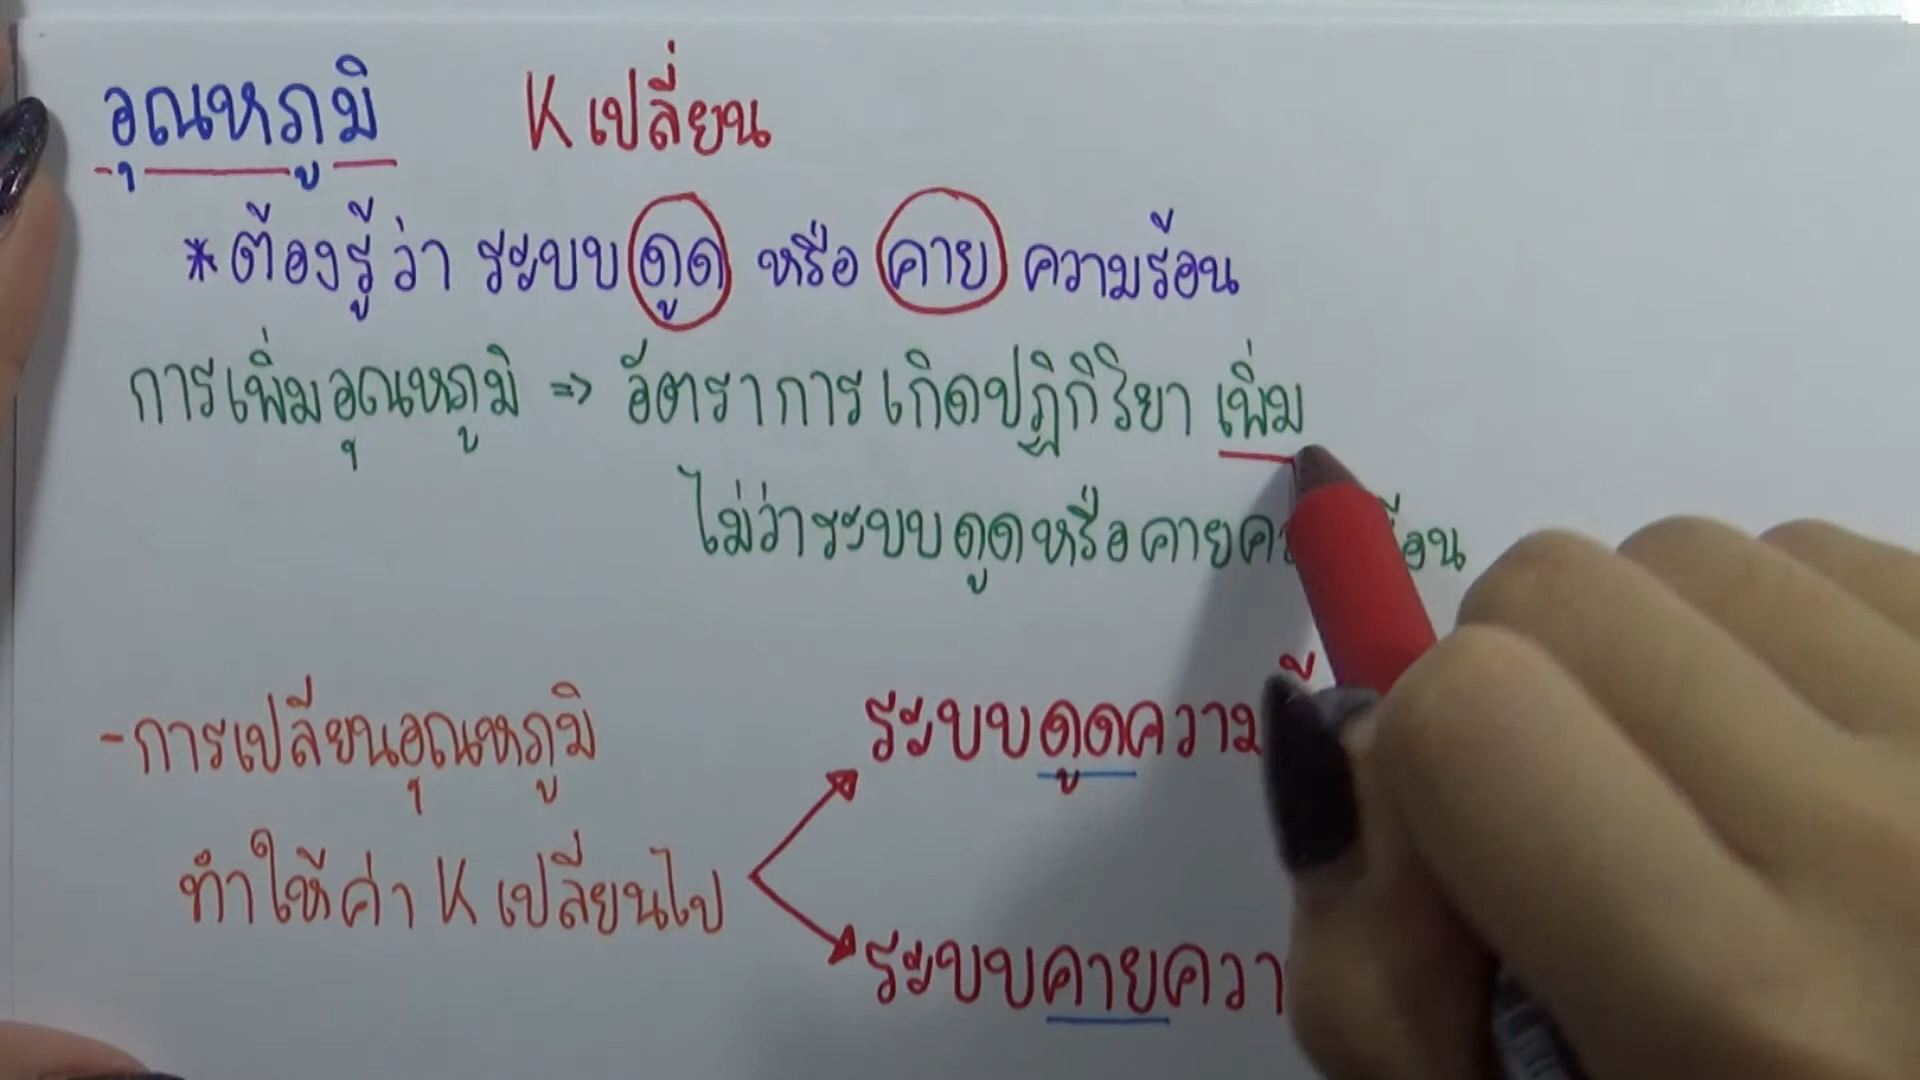 อุณหภูมิ K เปลี่ยน
*ต้องรู้ว่า ระบบดูด หรือ คาย ความร้อน
การเพิ่มอุณหภูมิ => อัตราการเกิดปฏิกิริยา เพิ่ม
ไม่ว่าระบบดูดหรือคาย
-การเปลี่ยนอุณหภูมิ
ทำให้ค่า K เปลี่ยนไป
ระบบดูดความ
ระบบคาย